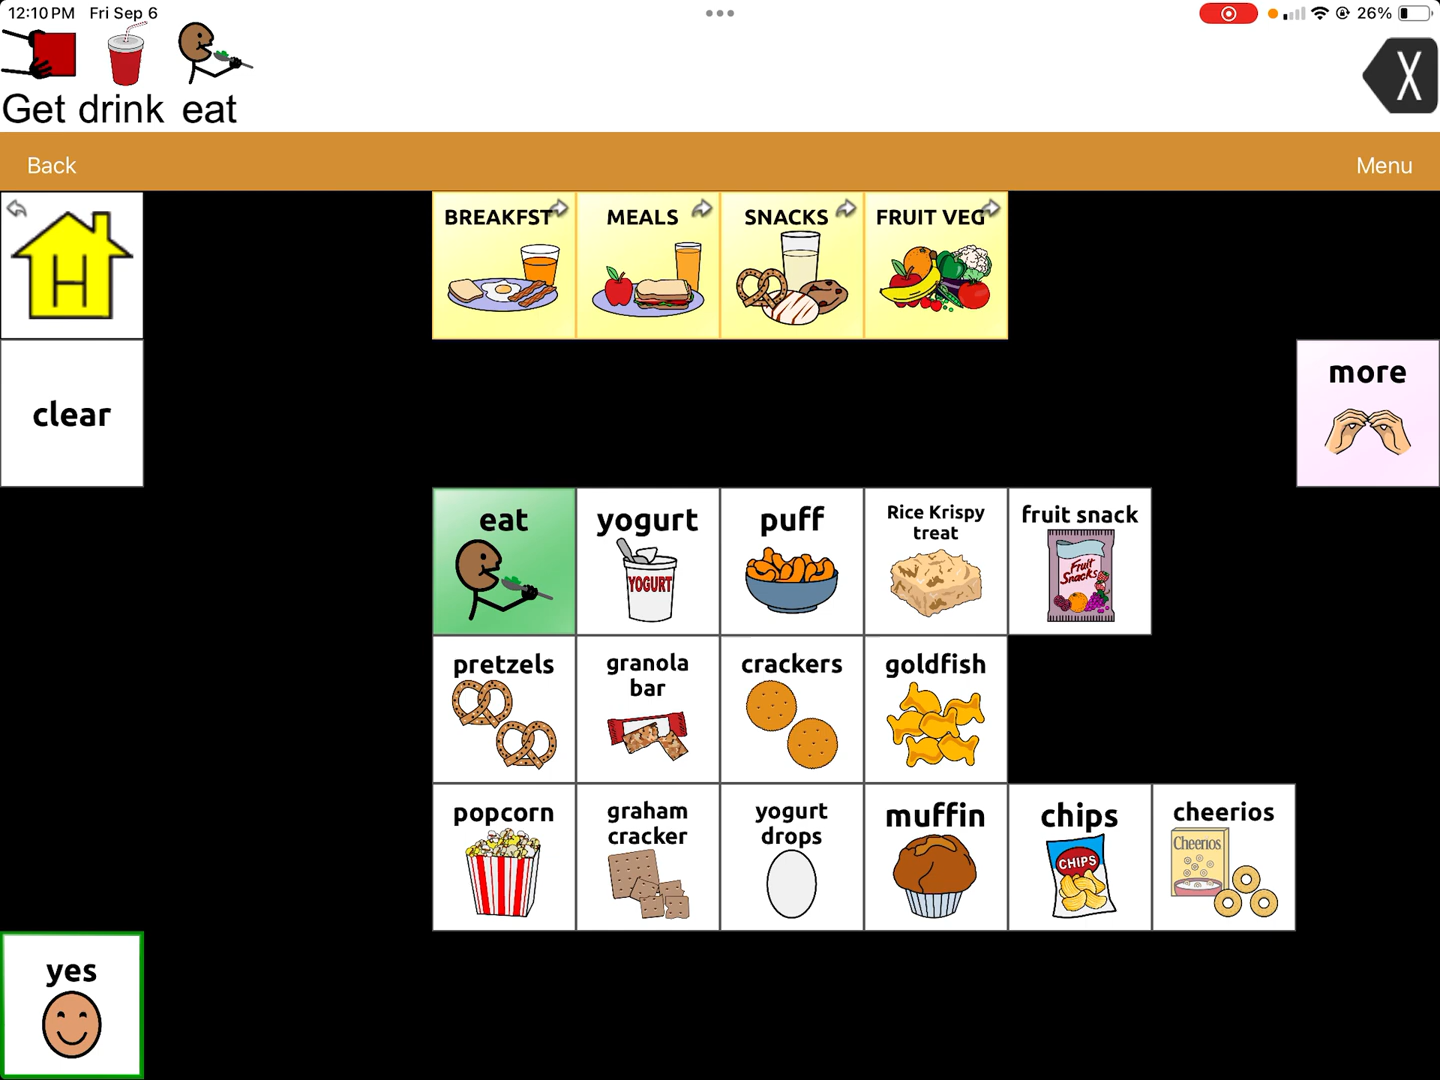 12:10 PM Fri Sep 6
26%
Get drink eat
X
Back
Menu
H
BREAKFST
MEALS
SNACKS
FRUIT VEG
clear
more
eat
yogurt
YOGURT
puff
Rice Krispy
treat
fruit snack
Fruit
Snacks
pretzels
granola
bar
crackers
goldfish
popcorn
graham
cracker
yogurt
drops
muffin
chips
CHIPS
cheerios
Cheerios
yes